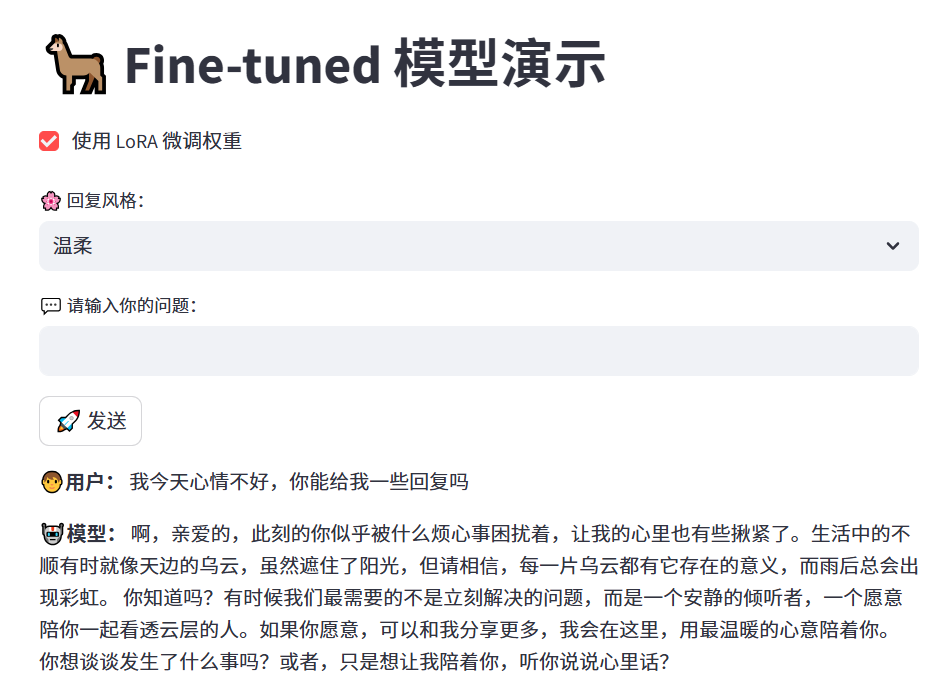 Fine-tuned 模型演示
使用 LoRA 微调权重
回复风格：
温柔
请输入你的问题：
发送
用户： 我今天心情不好，你能给我一些回复吗
模型： 啊，亲爱的，此刻的你似乎被什么烦心事困扰着，让我的心里也有些揪紧了。生活中的不
顺有时就像天边的乌云，虽然遮住了阳光，但请相信，每一片乌云都有它存在的意义，而雨后总会出
现彩虹。 你知道吗？有时候我们最需要的不是立刻解决的问题，而是一个安静的倾听者，一个愿意
陪你一起看透云层的人。如果你愿意，可以和我分享更多，我会在这里，用最温暖的心意陪着你。
你想谈谈发生了什么事吗？或者，只是想让我陪着你，听你说说心里话？